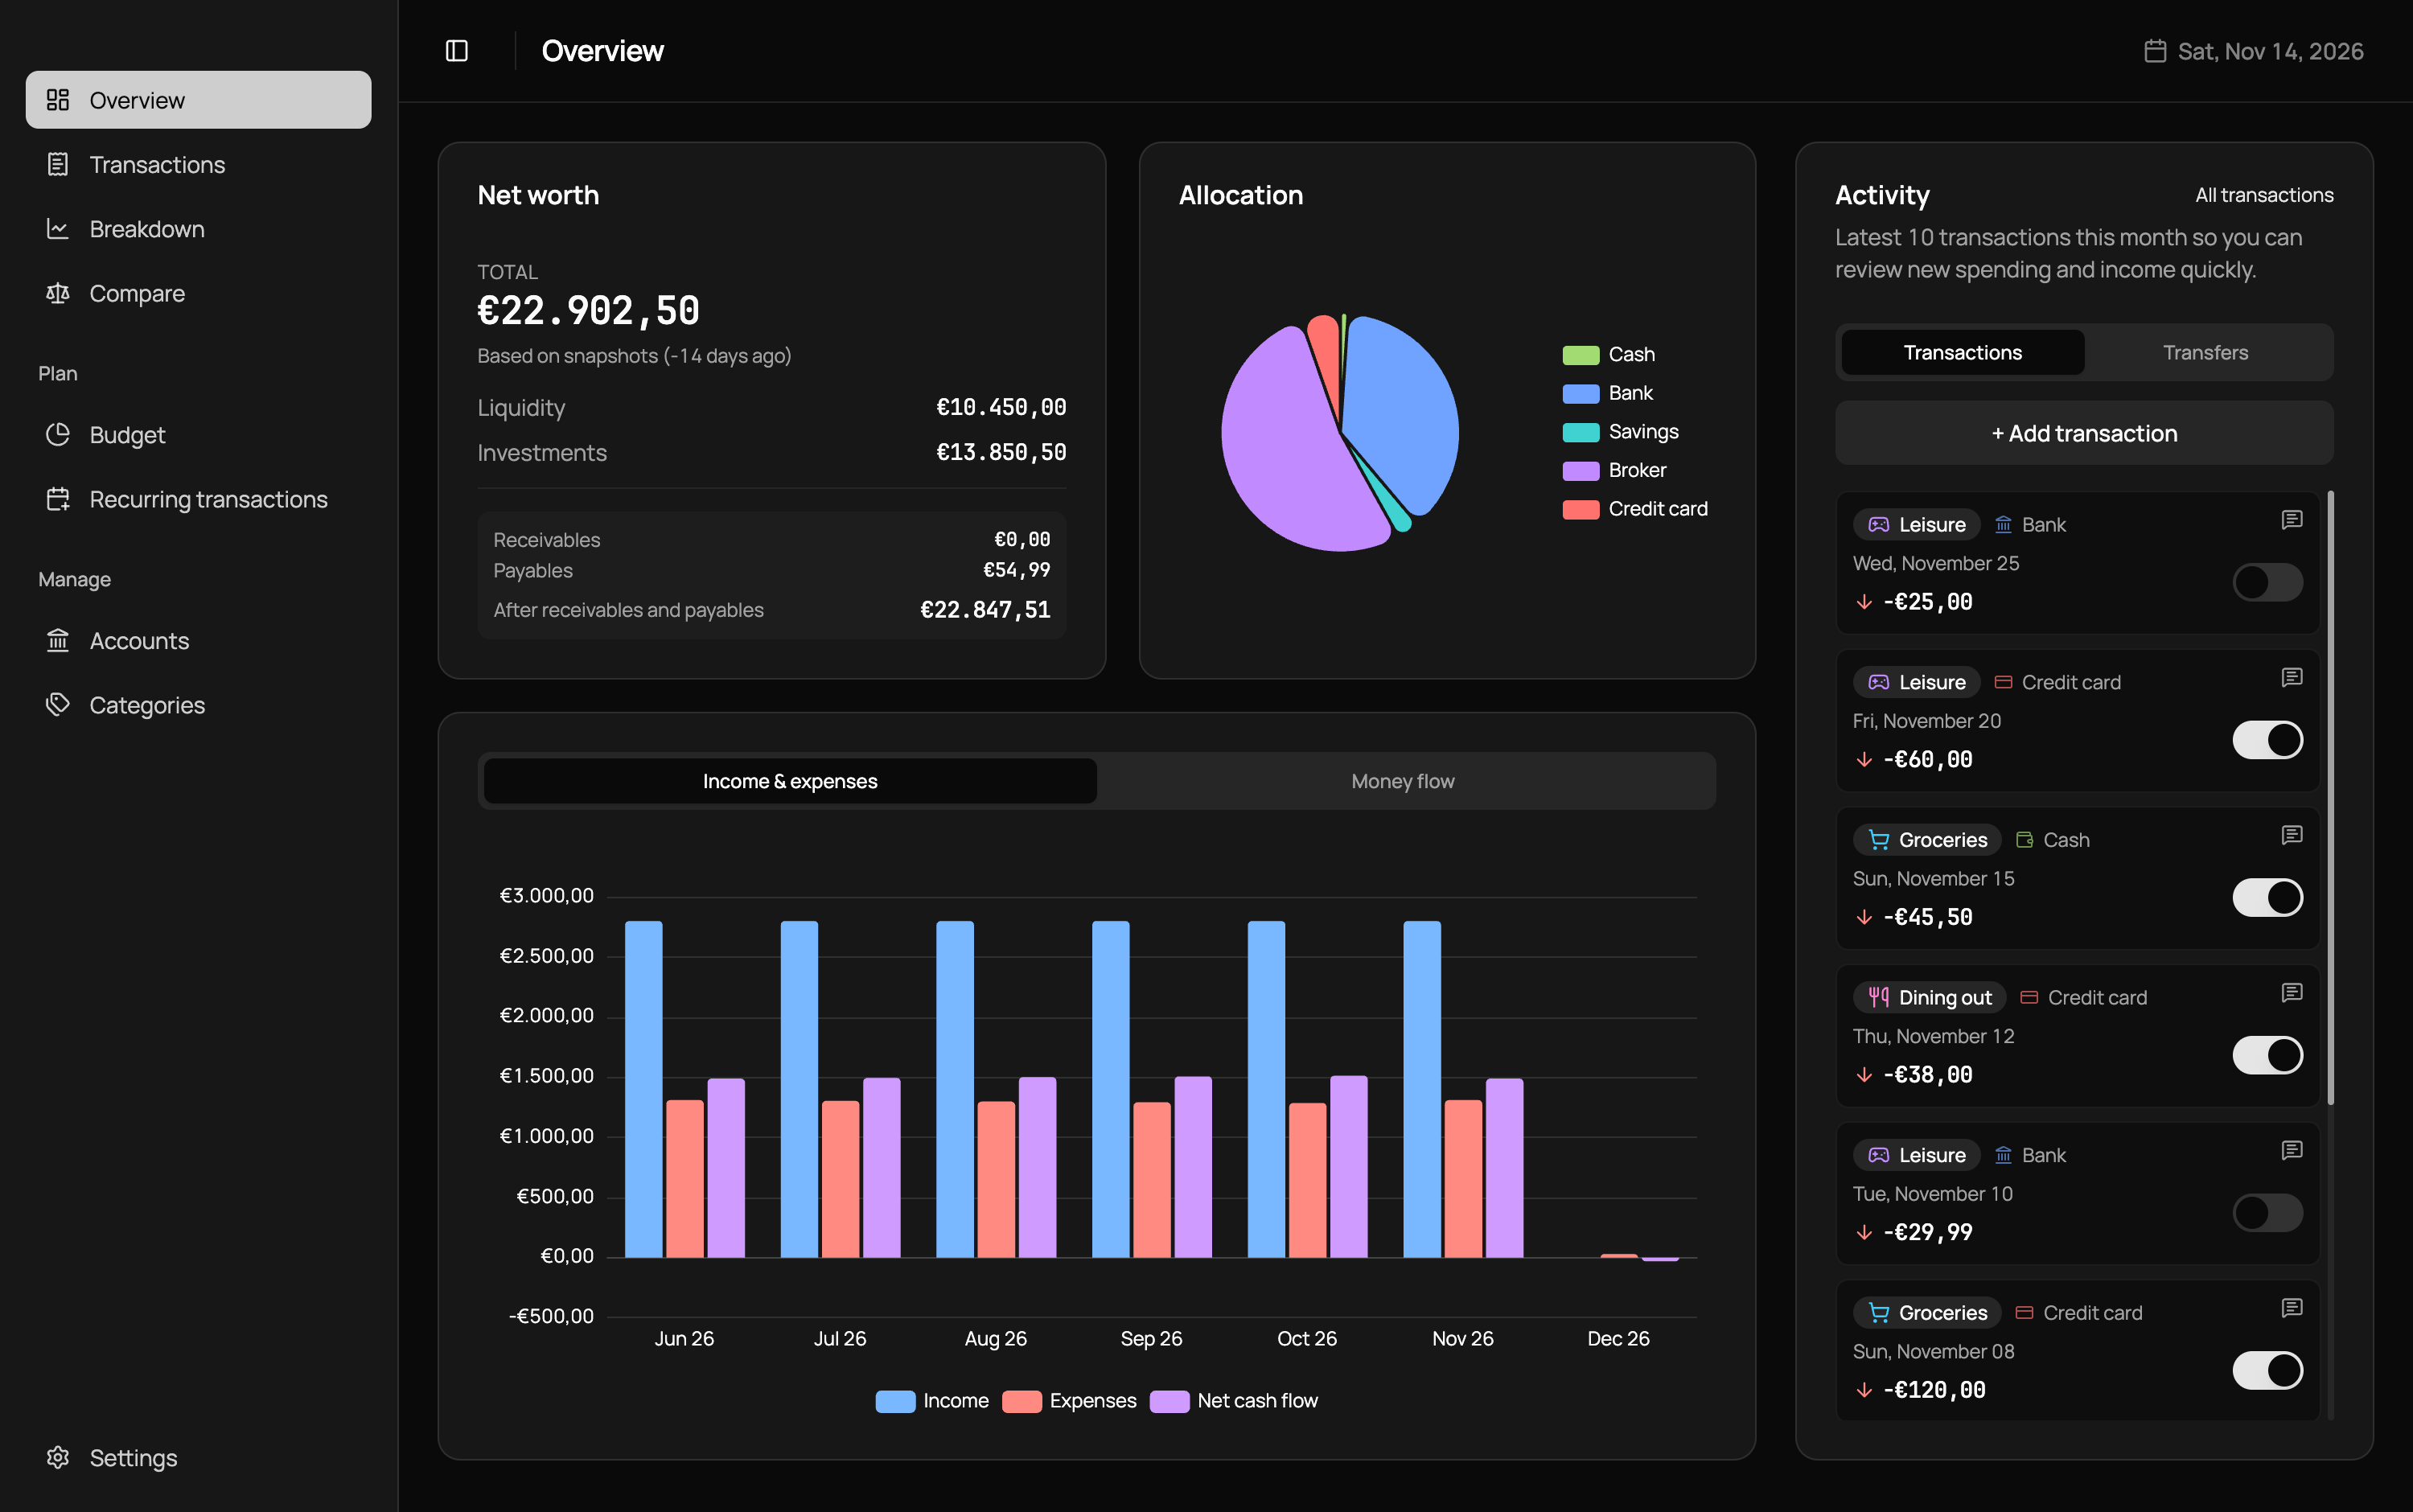 Overview
Transactions
Breakdown
Compare
Plan
Budget
Recurring transactions
Manage
Accounts
Categories
Settings
Overview
Sat, Nov 14, 2026
Net worth
TOTAL
€22.902,50
Based on snapshots (-14 days ago)
Liquidity €10.450,00
Investments €13.850,50
Receivables €0,00
Payables €54,99
After receivables and payables €22.847,51
Allocation
Cash
Bank
Savings
Broker
Credit card
Income & expenses Money flow
€3.000,00
€2.500,00
€2.000,00
€1.500,00
€1.000,00
€500,00
€0,00
-€500,00
Jun 26 Jul 26 Aug 26 Sep 26 Oct 26 Nov 26 Dec 26
Income Expenses Net cash flow
Activity All transactions
Latest 10 transactions this month so you can
review new spending and income quickly.
Transactions Transfers
+ Add transaction
Leisure Bank
Wed, November 25
-€25,00
Leisure Credit card
Fri, November 20
-€60,00
Groceries Cash
Sun, November 15
-€45,50
Dining out Credit card
Thu, November 12
-€38,00
Leisure Bank
Tue, November 10
-€29,99
Groceries Credit card
Sun, November 08
-€120,00